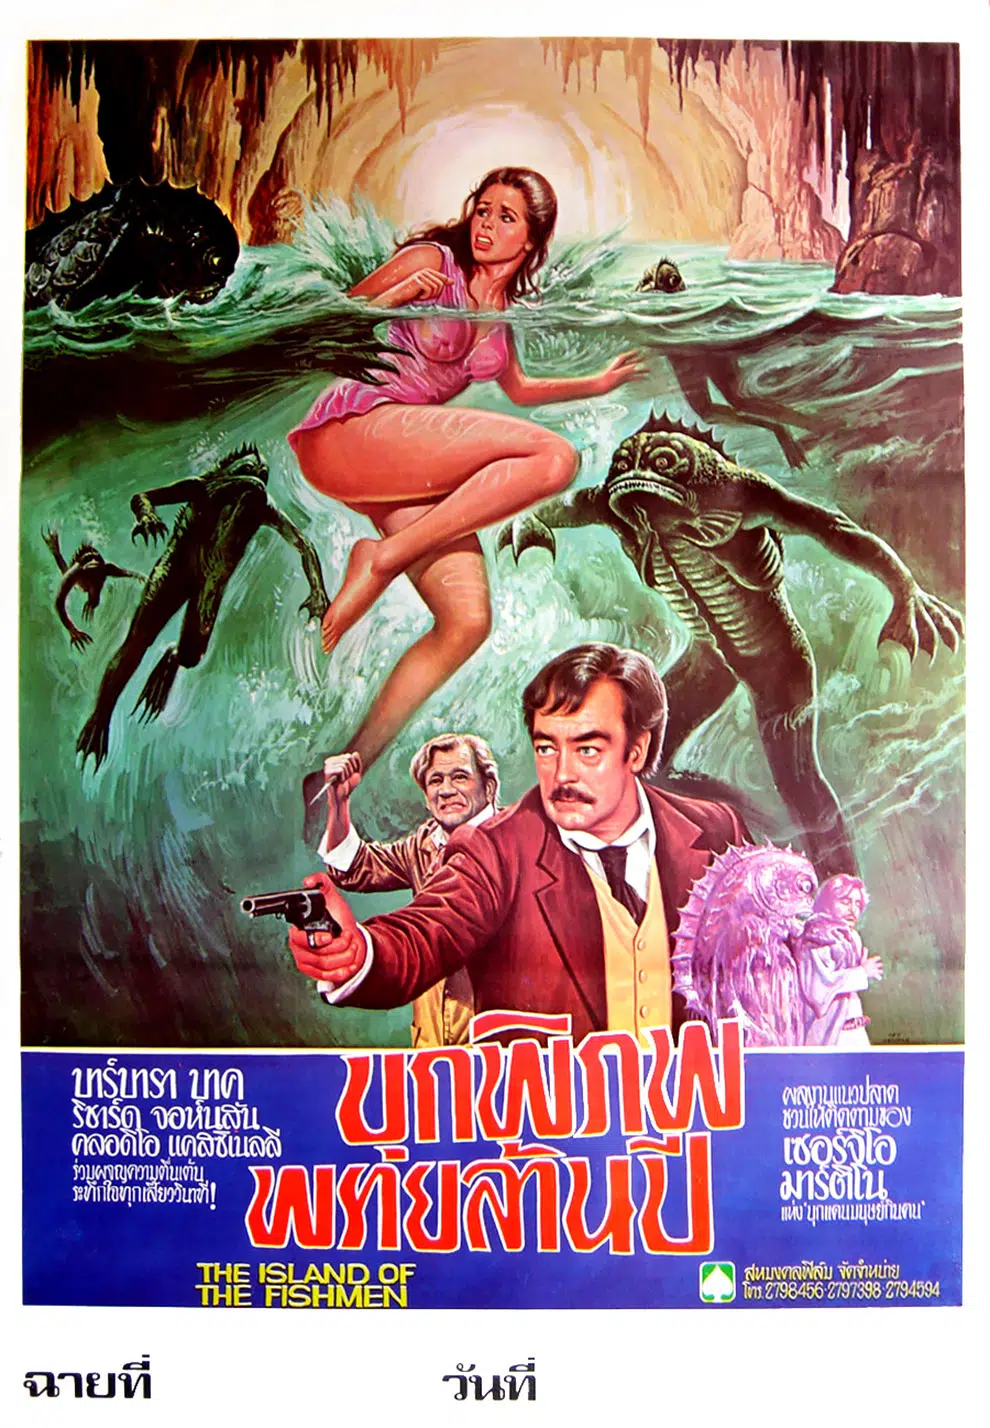 บุกพิภพ
พรายล้านปี
บาร์บารา บาค
ริชาร์ด จอห์นสัน
คลอดิโอ แคสซิเนลลี
ร่วมผจญความตื่นเต้น
ระทึกใจทุกเสี้ยววินาที!
ผลงานแนวปลาด
ชวนให้ติดตามของ
เซอร์จิโอ
มาร์ติโน
แห่ง"บุกแดนมนุษย์กินคน"
THE ISLAND OF
THE FISHMEN
สหมงคลฟิล์ม จัดจำหน่าย
โทร.2798456-2797398-2794594
ฉายที่
วันที่